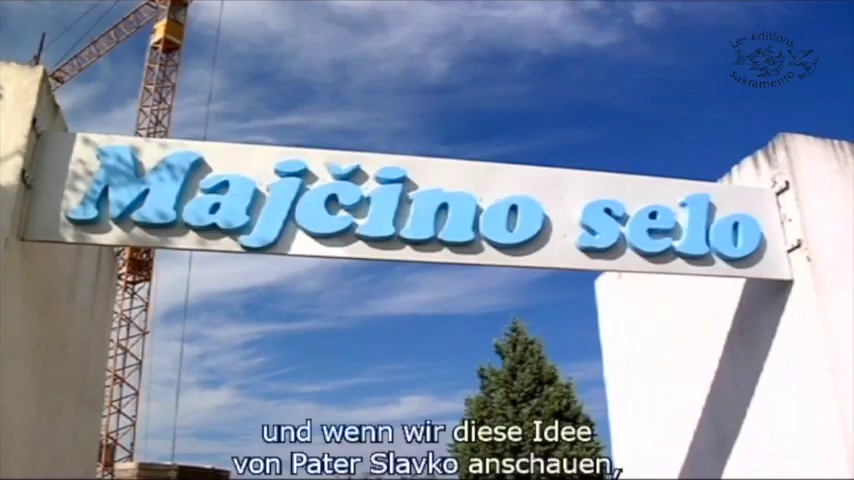 Les éditions
sakramento
Majčino selo
und wenn wir diese Idee
von Pater Slavko anschauen,